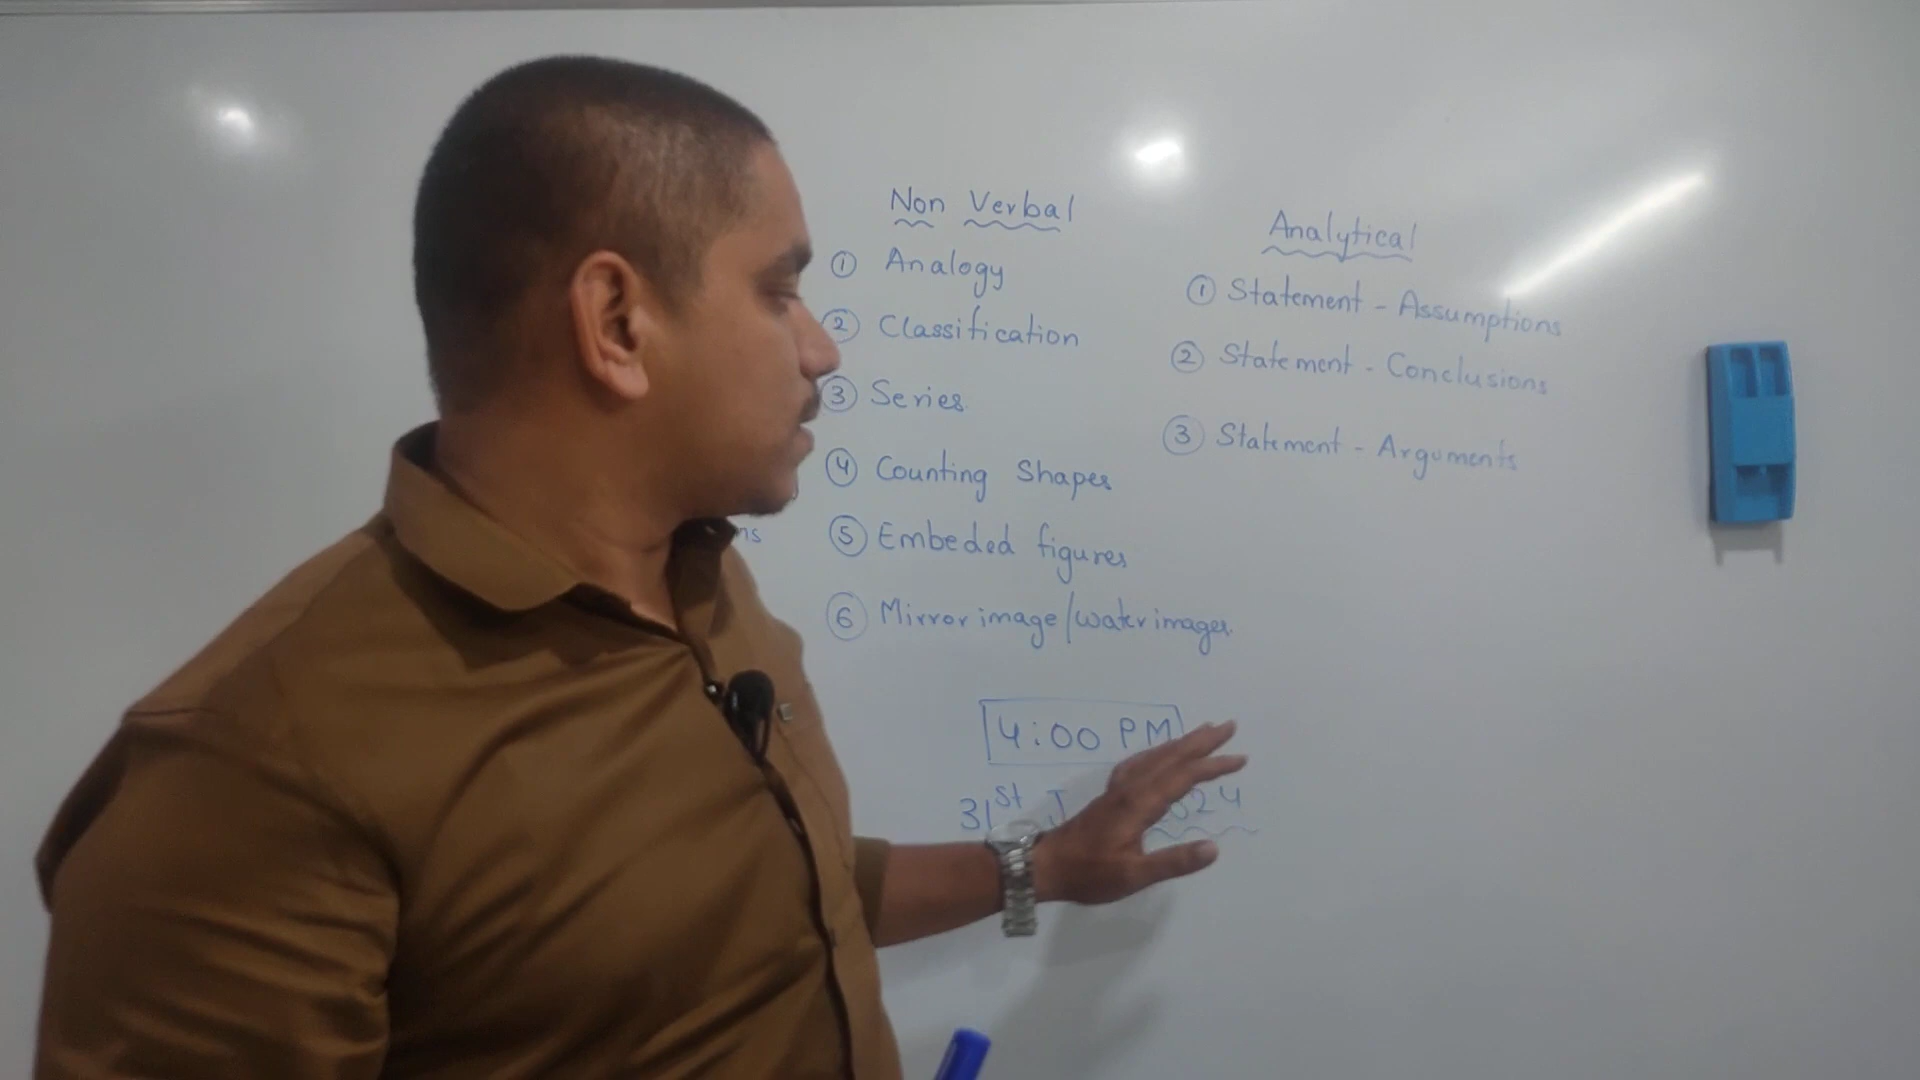 Non Verbal
① Analogy
② Classification
③ Series
④ Counting Shapes
⑤ Embeded figures
⑥ Mirror image/water images.
Analytical
① Statement - Assumptions
② Statement - Conclusions
③ Statement - Arguments
4:00 PM
31st